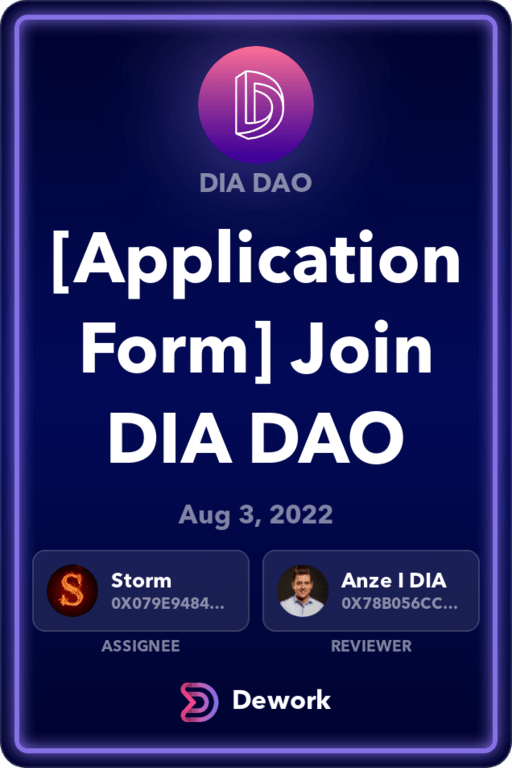 DIA DAO
[Application
Form] Join
DIA DAO
Aug 3, 2022
Storm
0X079E9484...
Anze I DIA
0X78B056CC...
ASSIGNEE
REVIEWER
Dework